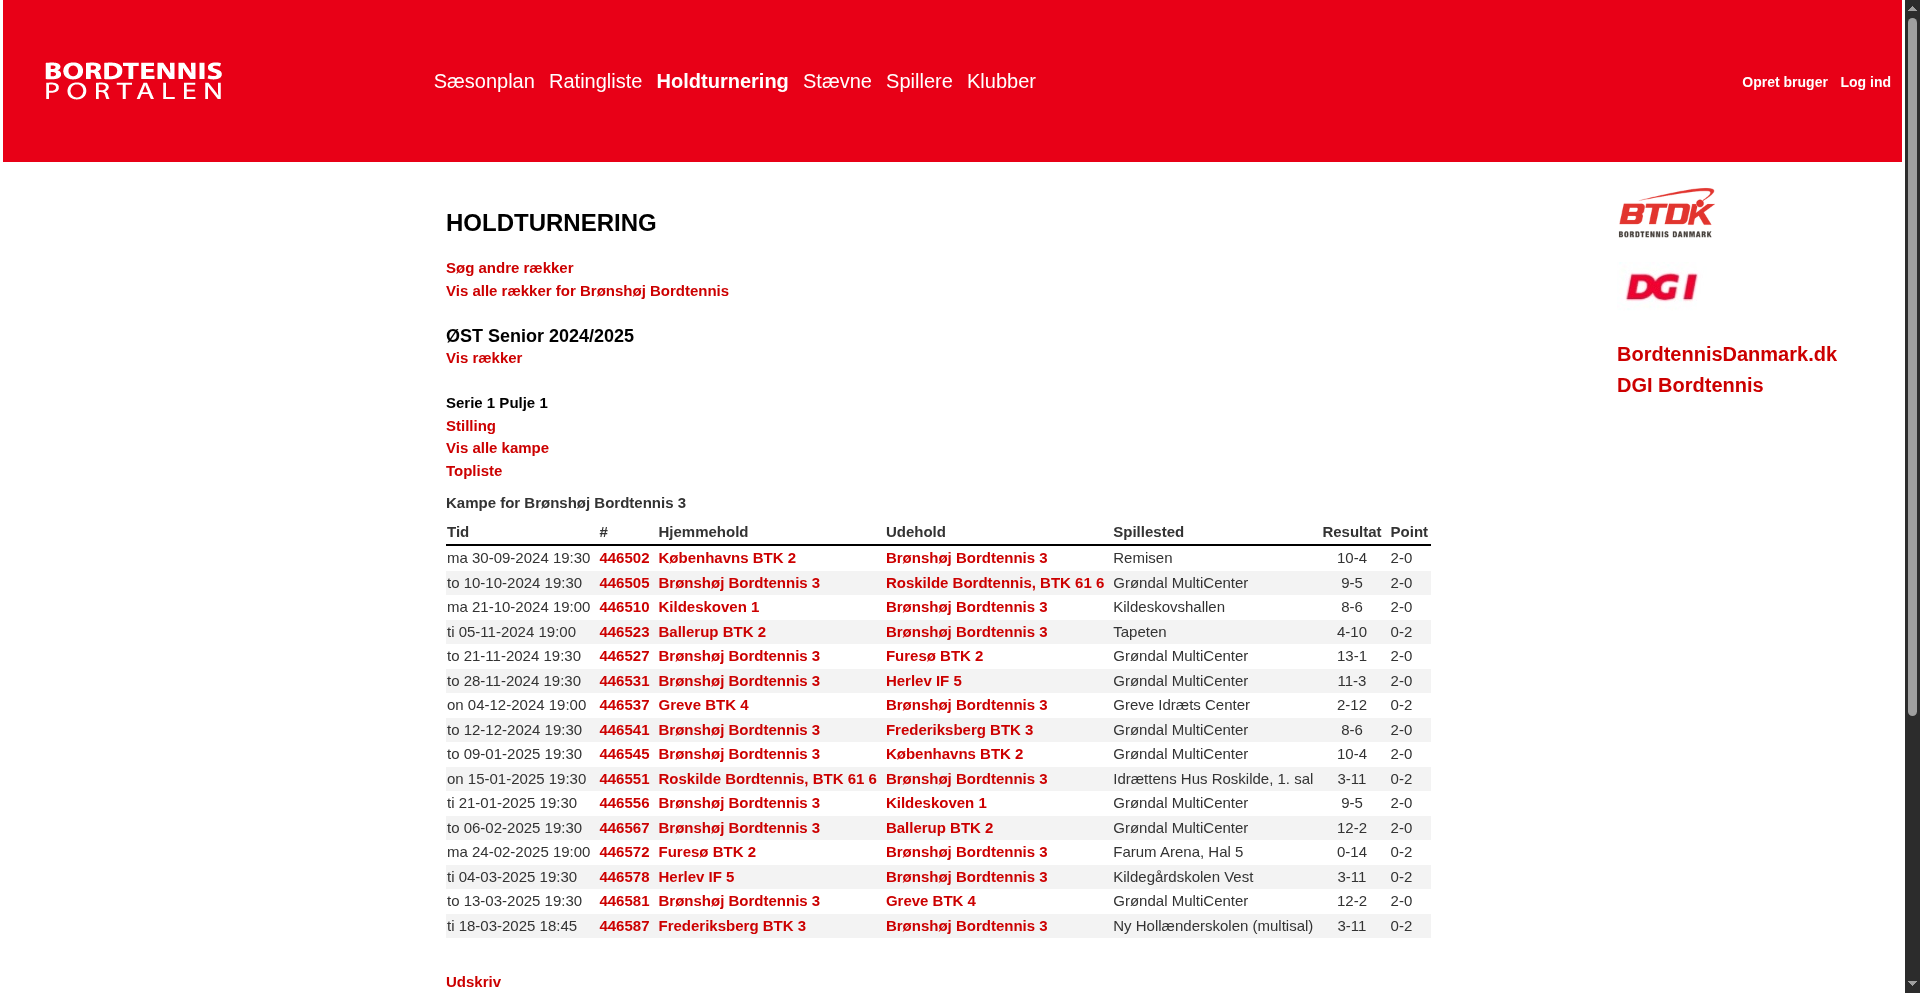 BORDTENNIS
PORTALEN
Sæsonplan Ratingliste Holdturnering Stævne Spillere Klubber
Opret bruger Log ind
BTDK
BORDTENNIS DANMARK
DGI
BordtennisDanmark.dk
DGI Bordtennis
HOLDTURNERING
Søg andre rækker
Vis alle rækker for Brønshøj Bordtennis
ØST Senior 2024/2025
Vis rækker
Serie 1 Pulje 1
Stilling
Vis alle kampe
Topliste
Kampe for Brønshøj Bordtennis 3
Tid # Hjemmehold Udehold Spillested Resultat Point
ma 30-09-2024 19:30 446502 Københavns BTK 2 Brønshøj Bordtennis 3 Remisen 10-4 2-0
to 10-10-2024 19:30 446505 Brønshøj Bordtennis 3 Roskilde Bordtennis, BTK 61 6 Grøndal MultiCenter 9-5 2-0
ma 21-10-2024 19:00 446510 Kildeskoven 1 Brønshøj Bordtennis 3 Kildeskovshallen 8-6 2-0
ti 05-11-2024 19:00 446523 Ballerup BTK 2 Brønshøj Bordtennis 3 Tapeten 4-10 0-2
to 21-11-2024 19:30 446527 Brønshøj Bordtennis 3 Furesø BTK 2 Grøndal MultiCenter 13-1 2-0
to 28-11-2024 19:30 446531 Brønshøj Bordtennis 3 Herlev IF 5 Grøndal MultiCenter 11-3 2-0
on 04-12-2024 19:00 446537 Greve BTK 4 Brønshøj Bordtennis 3 Greve Idræts Center 2-12 0-2
to 12-12-2024 19:30 446541 Brønshøj Bordtennis 3 Frederiksberg BTK 3 Grøndal MultiCenter 8-6 2-0
to 09-01-2025 19:30 446545 Brønshøj Bordtennis 3 Københavns BTK 2 Grøndal MultiCenter 10-4 2-0
on 15-01-2025 19:30 446551 Roskilde Bordtennis, BTK 61 6 Brønshøj Bordtennis 3 Idrættens Hus Roskilde, 1. sal 3-11 0-2
ti 21-01-2025 19:30 446556 Brønshøj Bordtennis 3 Kildeskoven 1 Grøndal MultiCenter 9-5 2-0
to 06-02-2025 19:30 446567 Brønshøj Bordtennis 3 Ballerup BTK 2 Grøndal MultiCenter 12-2 2-0
ma 24-02-2025 19:00 446572 Furesø BTK 2 Brønshøj Bordtennis 3 Farum Arena, Hal 5 0-14 0-2
ti 04-03-2025 19:30 446578 Herlev IF 5 Brønshøj Bordtennis 3 Kildegårdskolen Vest 3-11 0-2
to 13-03-2025 19:30 446581 Brønshøj Bordtennis 3 Greve BTK 4 Grøndal MultiCenter 12-2 2-0
ti 18-03-2025 18:45 446587 Frederiksberg BTK 3 Brønshøj Bordtennis 3 Ny Hollænderskolen (multisal) 3-11 0-2
Udskriv